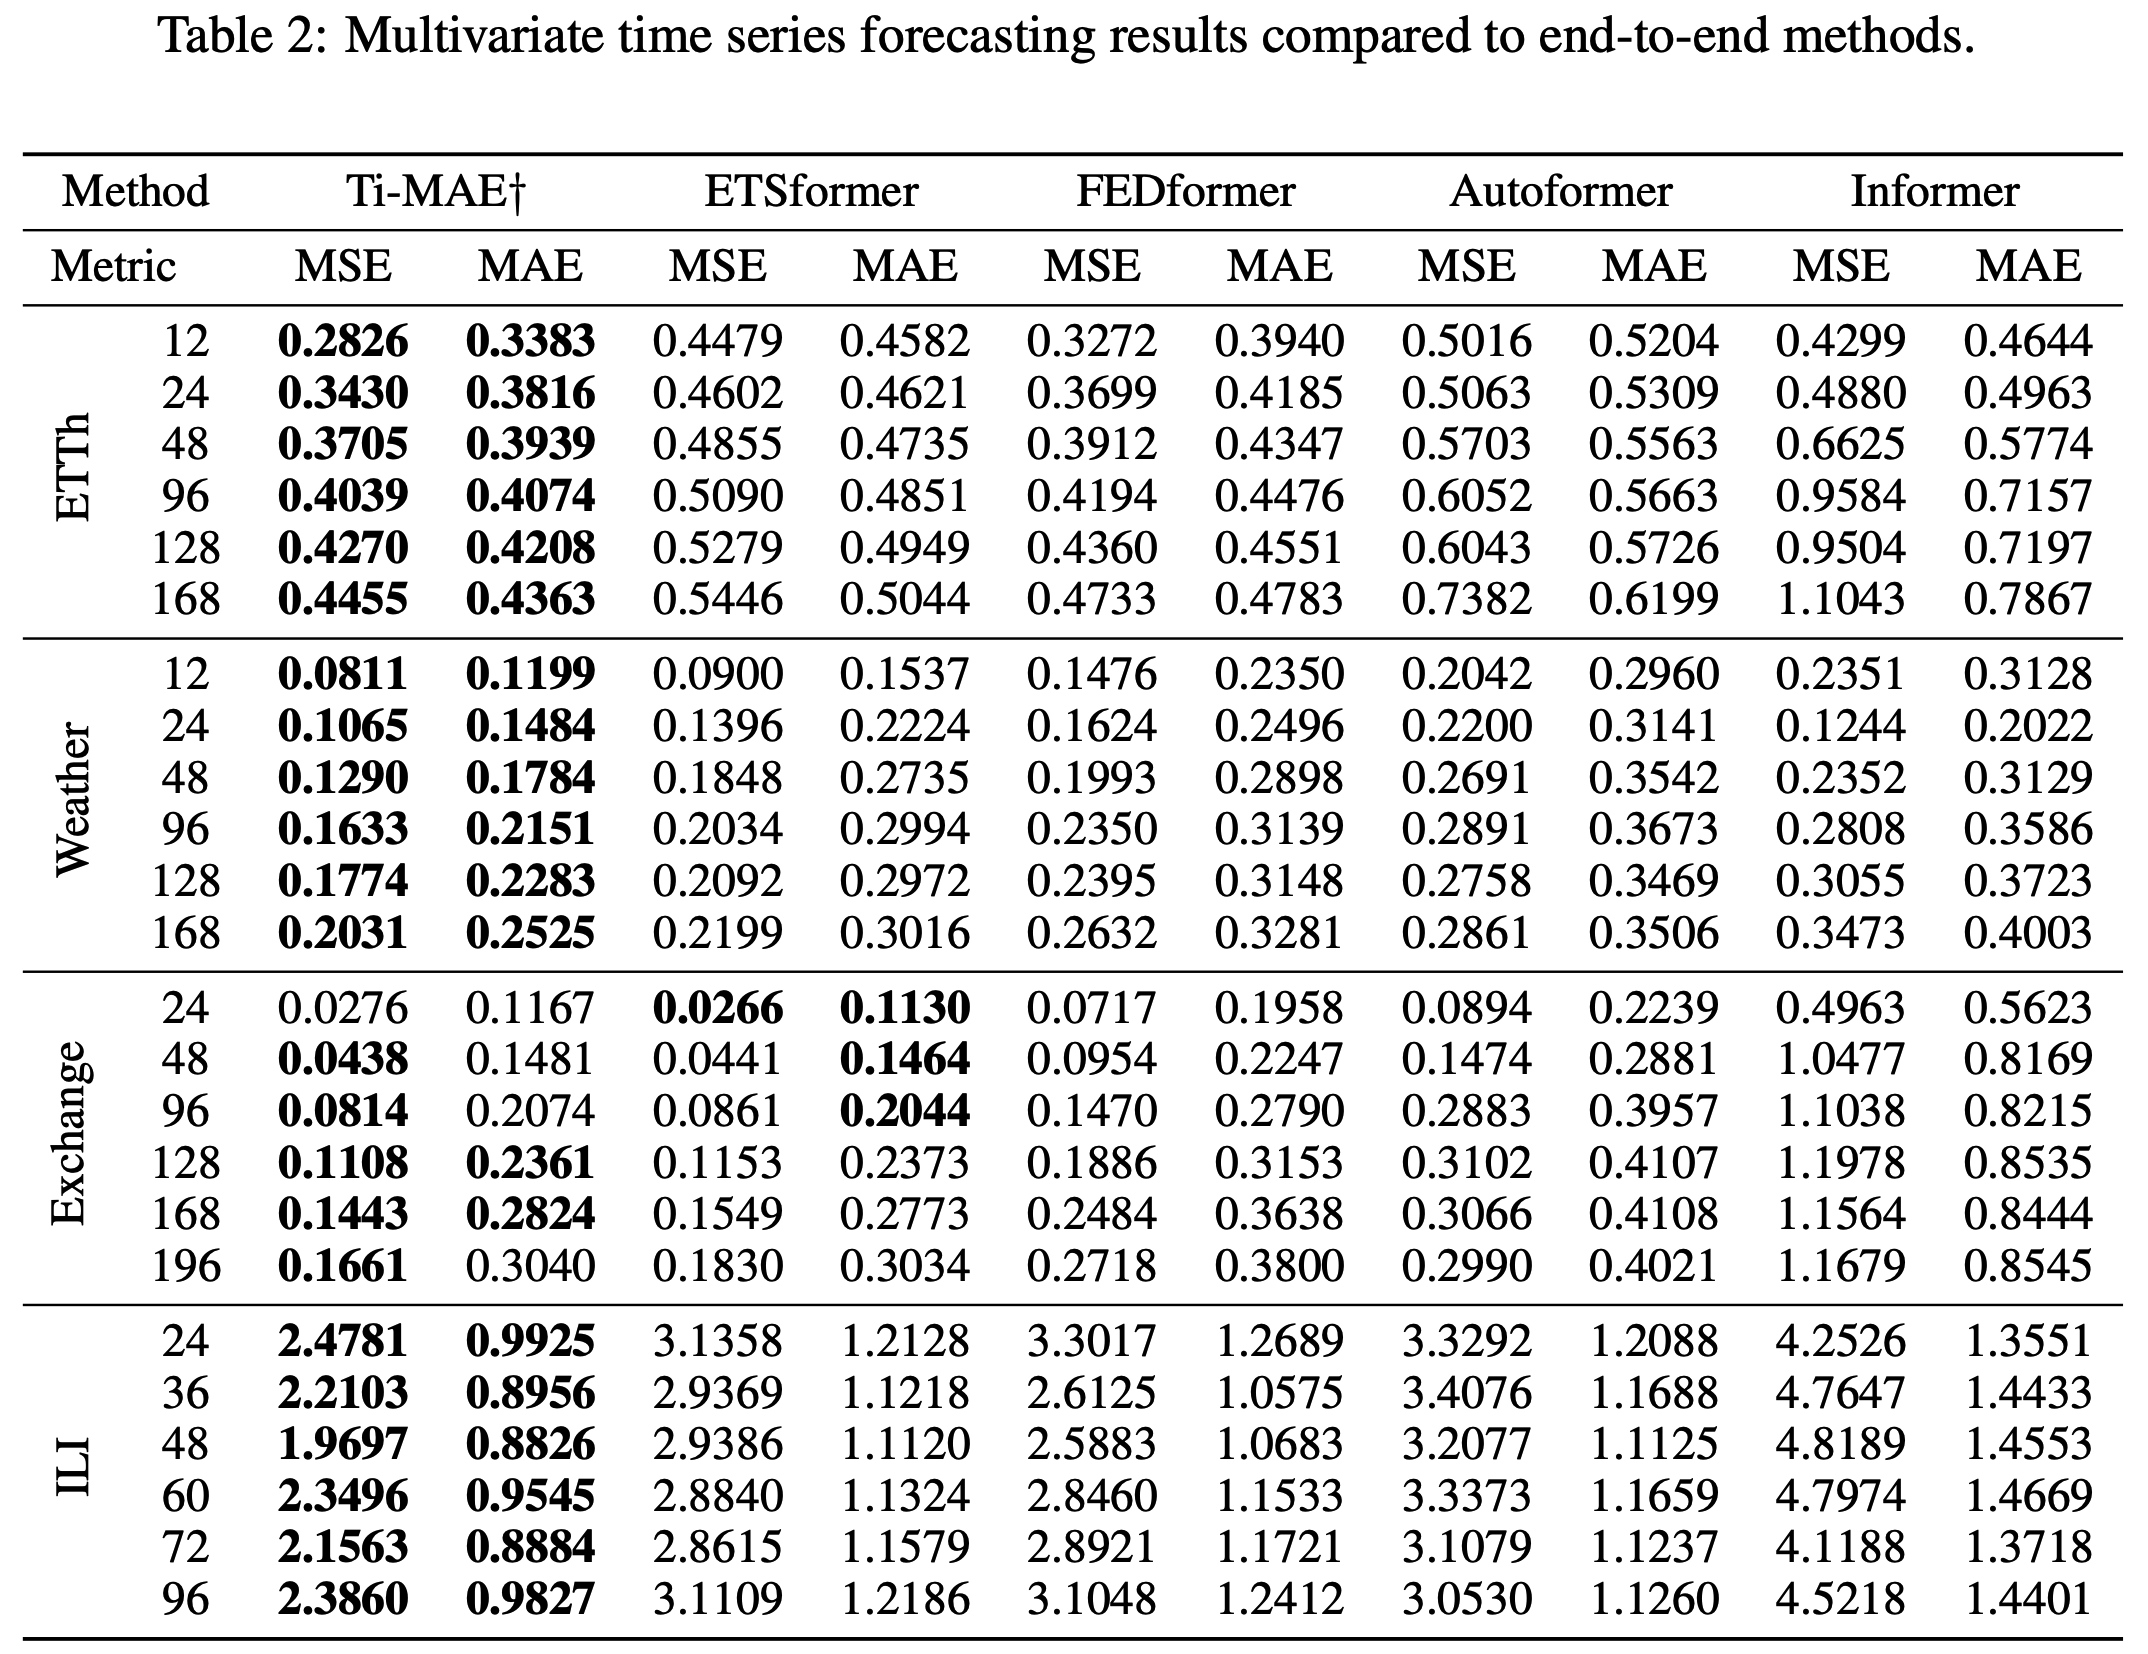 Table 2: Multivariate time series forecasting results compared to end-to-end methods.
Method Ti-MAE† ETSformer FEDformer Autoformer Informer
Metric MSE MAE MSE MAE MSE MAE MSE MAE MSE MAE
ETTh
12 0.2826 0.3383 0.4479 0.4582 0.3272 0.3940 0.5016 0.5204 0.4299 0.4644
24 0.3430 0.3816 0.4602 0.4621 0.3699 0.4185 0.5063 0.5309 0.4880 0.4963
48 0.3705 0.3939 0.4855 0.4735 0.3912 0.4347 0.5703 0.5563 0.6625 0.5774
96 0.4039 0.4074 0.5090 0.4851 0.4194 0.4476 0.6052 0.5663 0.9584 0.7157
128 0.4270 0.4208 0.5279 0.4949 0.4360 0.4551 0.6043 0.5726 0.9504 0.7197
168 0.4455 0.4363 0.5446 0.5044 0.4733 0.4783 0.7382 0.6199 1.1043 0.7867
Weather
12 0.0811 0.1199 0.0900 0.1537 0.1476 0.2350 0.2042 0.2960 0.2351 0.3128
24 0.1065 0.1484 0.1396 0.2224 0.1624 0.2496 0.2200 0.3141 0.1244 0.2022
48 0.1290 0.1784 0.1848 0.2735 0.1993 0.2898 0.2691 0.3542 0.2352 0.3129
96 0.1633 0.2151 0.2034 0.2994 0.2350 0.3139 0.2891 0.3673 0.2808 0.3586
128 0.1774 0.2283 0.2092 0.2972 0.2395 0.3148 0.2758 0.3469 0.3055 0.3723
168 0.2031 0.2525 0.2199 0.3016 0.2632 0.3281 0.2861 0.3506 0.3473 0.4003
Exchange
24 0.0276 0.1167 0.0266 0.1130 0.0717 0.1958 0.0894 0.2239 0.4963 0.5623
48 0.0438 0.1481 0.0441 0.1464 0.0954 0.2247 0.1474 0.2881 1.0477 0.8169
96 0.0814 0.2074 0.0861 0.2044 0.1470 0.2790 0.2883 0.3957 1.1038 0.8215
128 0.1108 0.2361 0.1153 0.2373 0.1886 0.3153 0.3102 0.4107 1.1978 0.8535
168 0.1443 0.2824 0.1549 0.2773 0.2484 0.3638 0.3066 0.4108 1.1564 0.8444
196 0.1661 0.3040 0.1830 0.3034 0.2718 0.3800 0.2990 0.4021 1.1679 0.8545
ILI
24 2.4781 0.9925 3.1358 1.2128 3.3017 1.2689 3.3292 1.2088 4.2526 1.3551
36 2.2103 0.8956 2.9369 1.1218 2.6125 1.0575 3.4076 1.1688 4.7647 1.4433
48 1.9697 0.8826 2.9386 1.1120 2.5883 1.0683 3.2077 1.1125 4.8189 1.4553
60 2.3496 0.9545 2.8840 1.1324 2.8460 1.1533 3.3373 1.1659 4.7974 1.4669
72 2.1563 0.8884 2.8615 1.1579 2.8921 1.1721 3.1079 1.1237 4.1188 1.3718
96 2.3860 0.9827 3.1109 1.2186 3.1048 1.2412 3.0530 1.1260 4.5218 1.4401